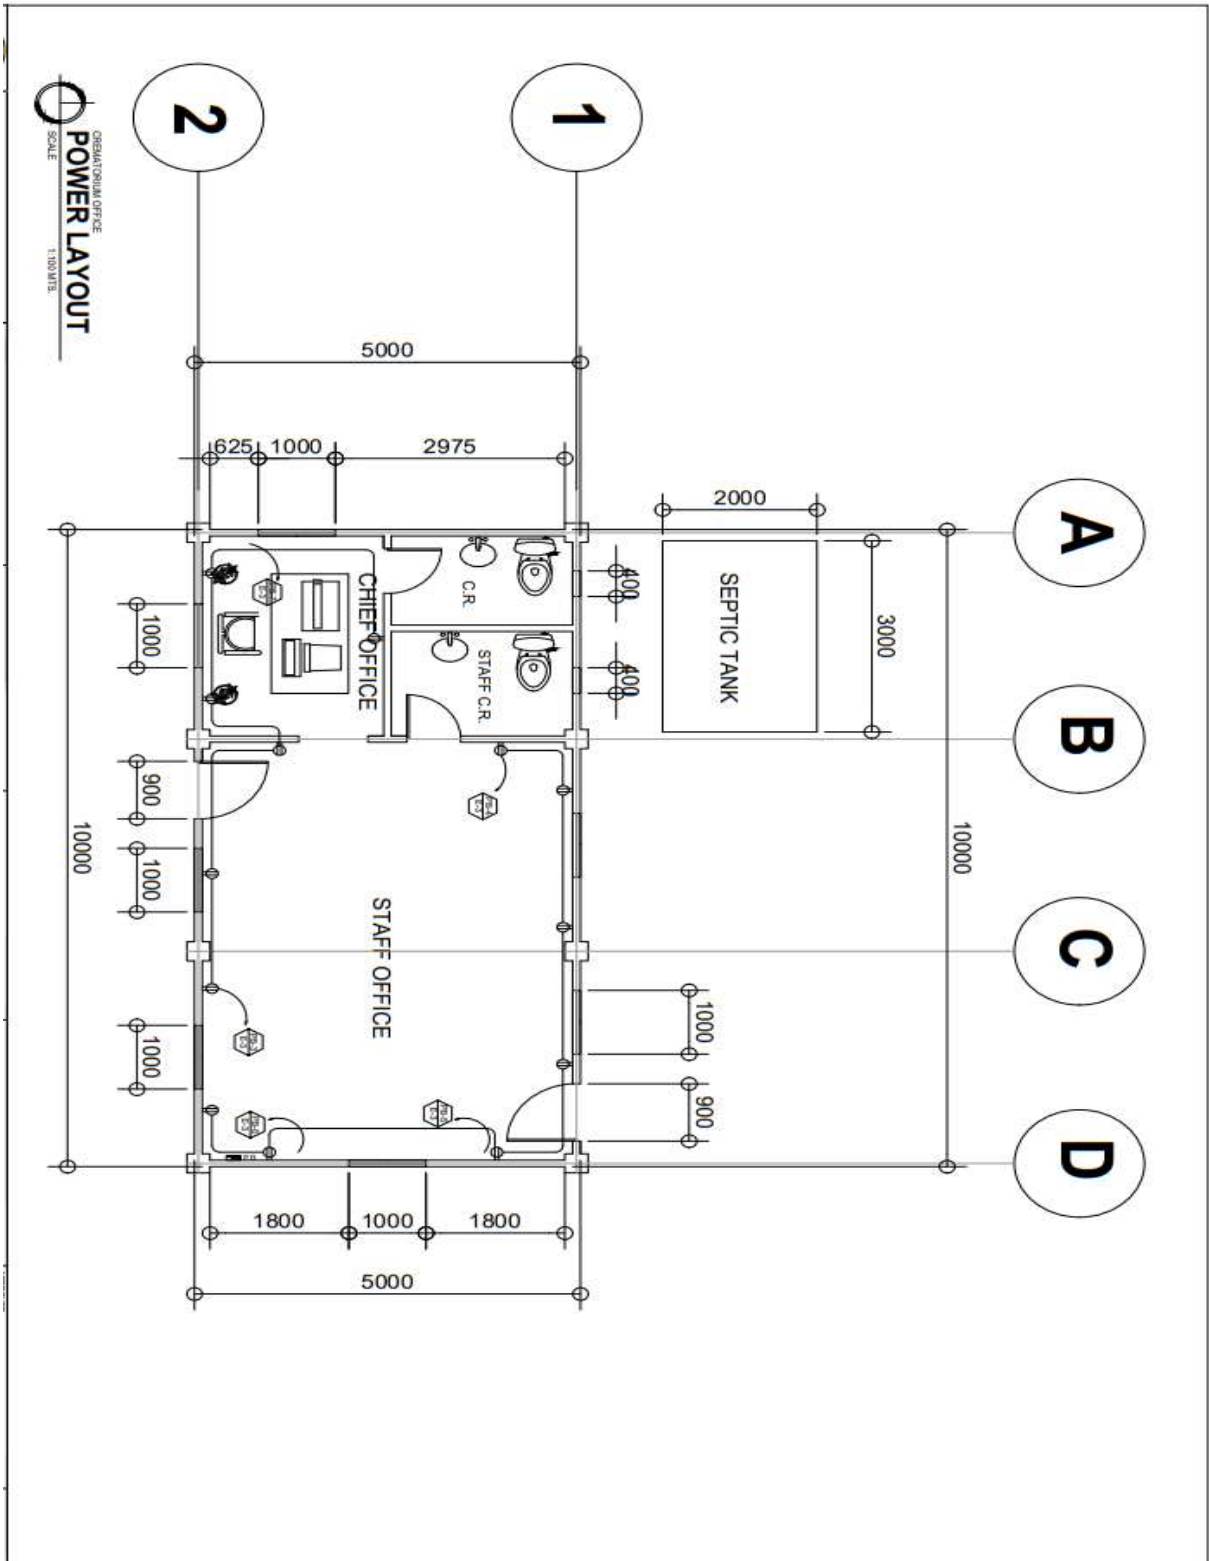 A
B
C
D
10000
3000
SEPTIC TANK
2000
1000
900
400
400
1
5000
2975
1000
625
C.R.
STAFF C.R.
CHIEF OFFICE
STAFF OFFICE
1800
1000
1800
5000
2
1000
900
1000
1000
10000
CREMATORIUM OFFICE
POWER LAYOUT
SCALE
1:100 MTS.